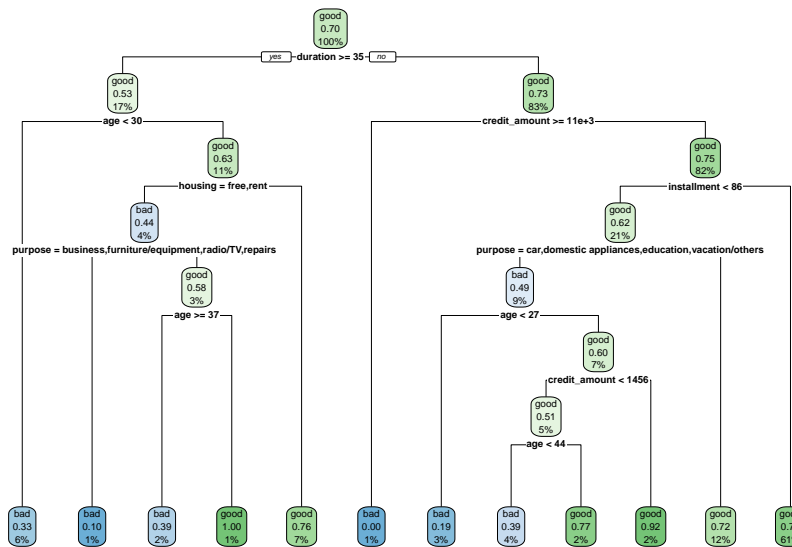 good
0.70
100%
yes duration >= 35 no
good
0.53
17%
good
0.73
83%
age < 30
credit_amount >= 11e+3
good
0.63
11%
good
0.75
82%
housing = free,rent
installment < 86
bad
0.44
4%
good
0.62
21%
purpose = business,furniture/equipment,radio/TV,repairs
purpose = car,domestic appliances,education,vacation/others
good
0.58
3%
bad
0.49
9%
age >= 37
age < 27
good
0.60
7%
credit_amount < 1456
good
0.51
5%
age < 44
bad
0.33
6%
bad
0.10
1%
bad
0.39
2%
good
1.00
1%
good
0.76
7%
bad
0.00
1%
bad
0.19
3%
bad
0.39
4%
good
0.77
2%
good
0.92
2%
good
0.72
12%
good